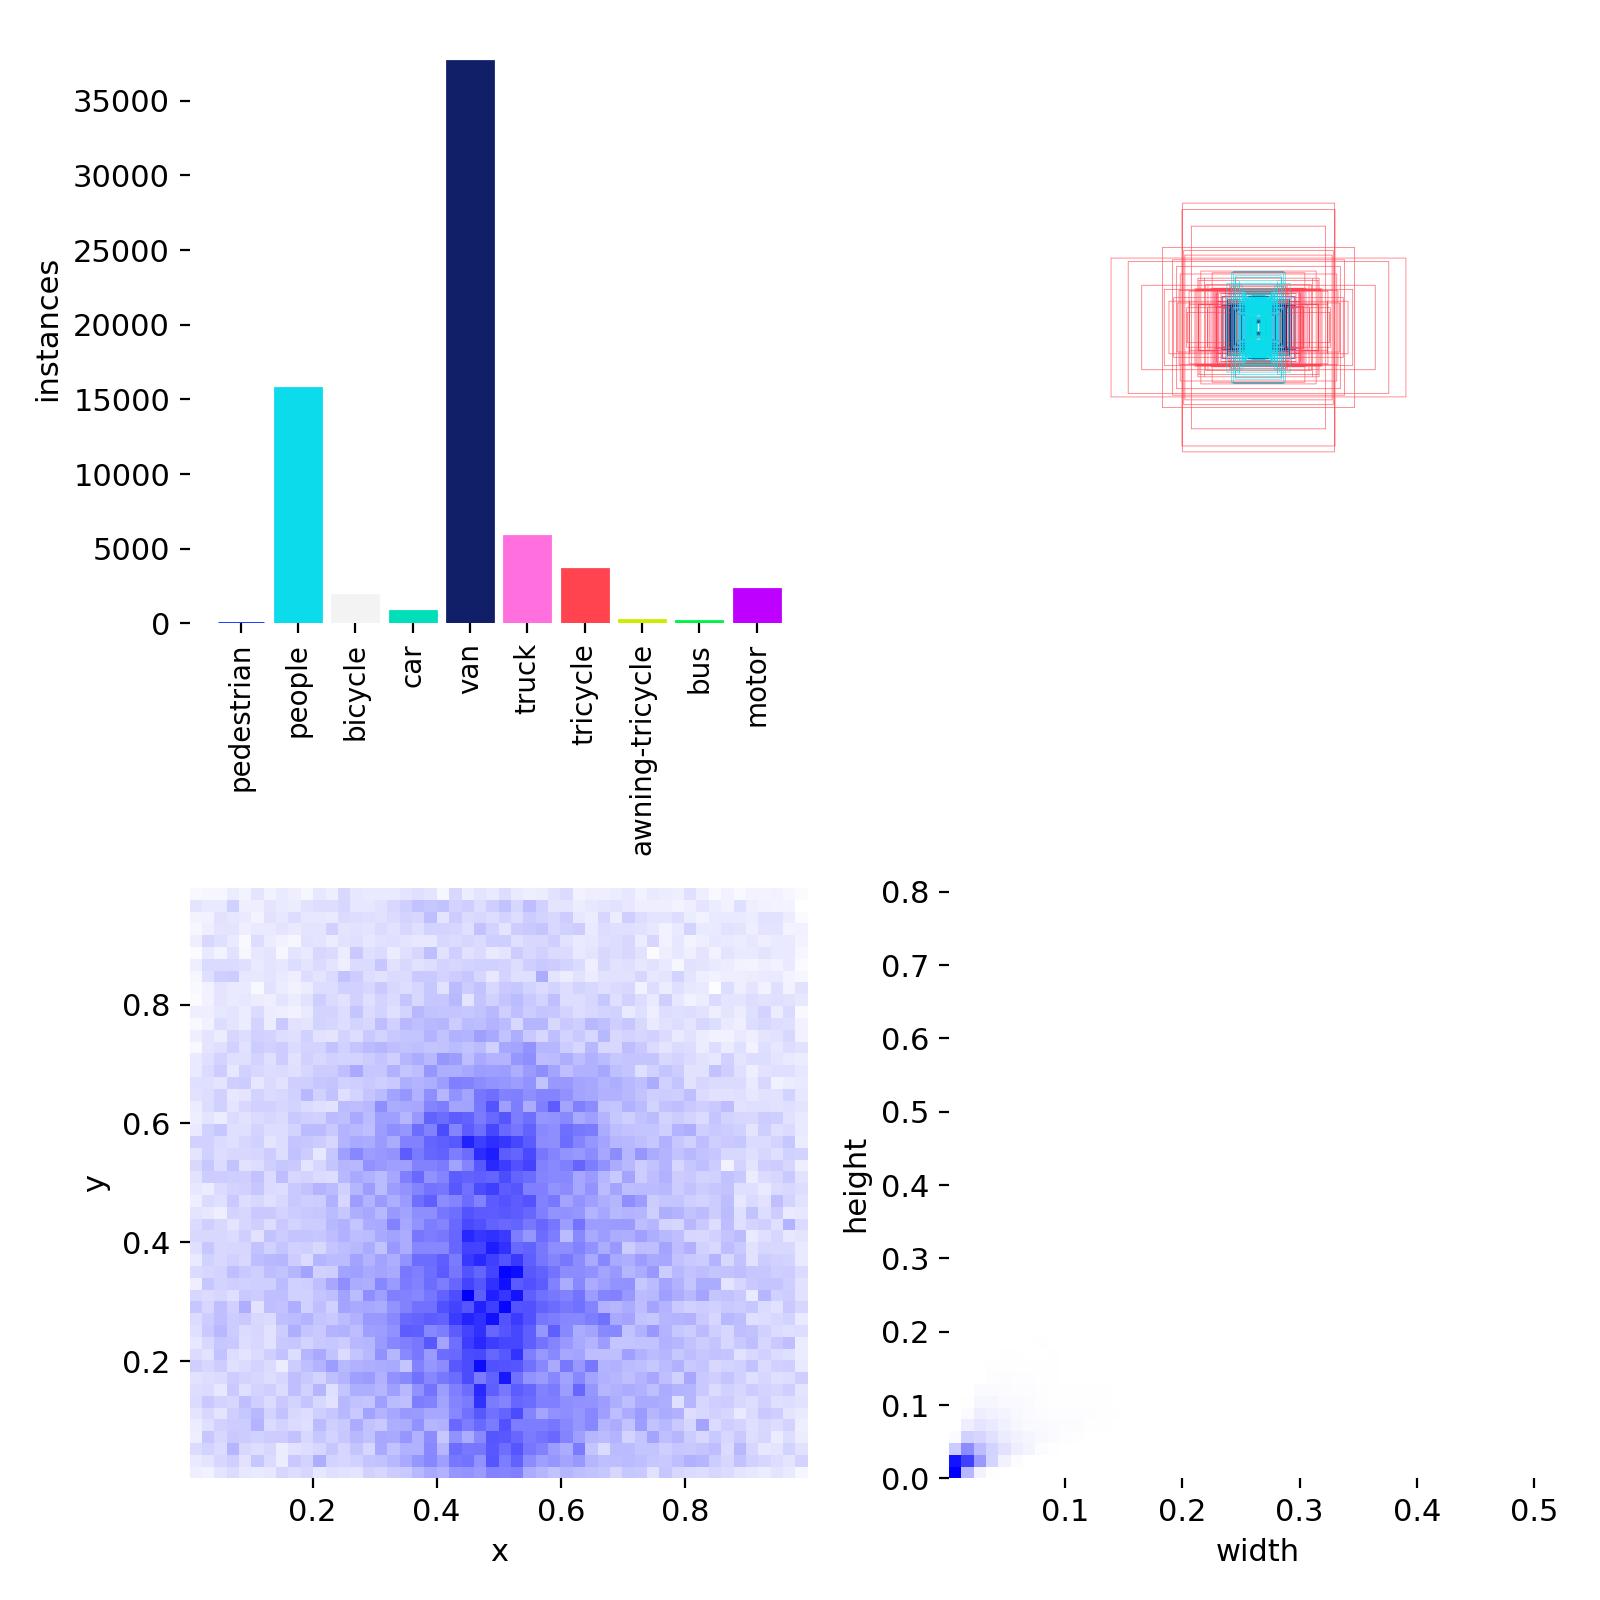 35000
30000
25000
20000
15000
10000
5000
0
instances
pedestrian
people
bicycle
car
van
truck
tricycle
awning-tricycle
bus
motor
0.8
0.6
0.4
0.2
y
0.2 0.4 0.6 0.8
x
0.8
0.7
0.6
0.5
0.4
0.3
0.2
0.1
0.0
height
0.1 0.2 0.3 0.4 0.5
width